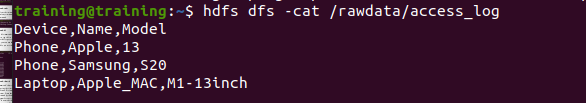 training@training:~$ hdfs dfs -cat /rawdata/access_log
Device,Name,Model
Phone,Apple,13
Phone,Samsung,S20
Laptop,Apple_MAC,M1-13inch